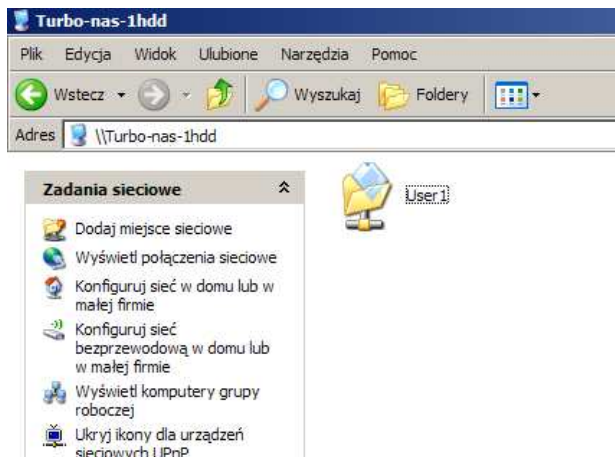 Turbo-nas-1hdd
Plik Edycja Widok Ulubione Narzędzia Pomoc
Wstecz Wyszukaj Foldery
Adres \\Turbo-nas-1hdd
Zadania sieciowe
Dodaj miejsce sieciowe
Wyświetl połączenia sieciowe
Konfiguruj sieć w domu lub w
małej firmie
Konfiguruj sieć
bezprzewodową w domu lub
w małej firmie
Wyświetl komputery grupy
roboczej
Ukryj ikony dla urządzeń
sieciowych UPnP
User1